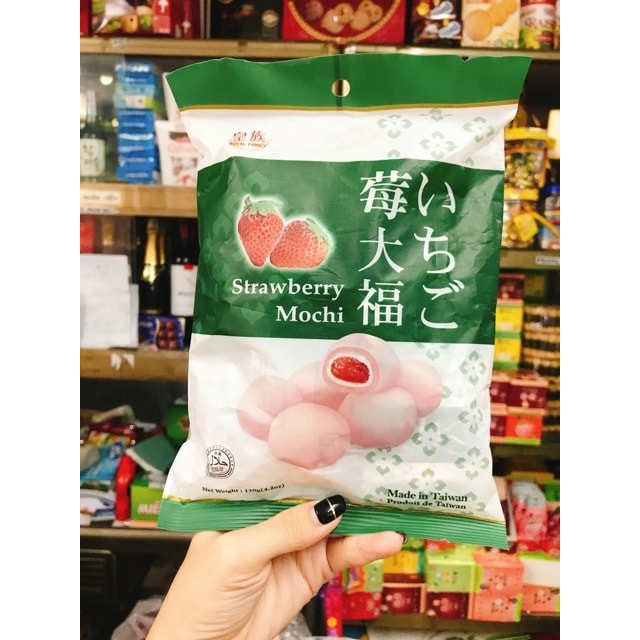 皇族
ROYAL FAMILY
いちご
莓大福
Strawberry
Mochi
Net Weight : 120g(4.2oz)
Made in Taiwan
Produit de Taiwan